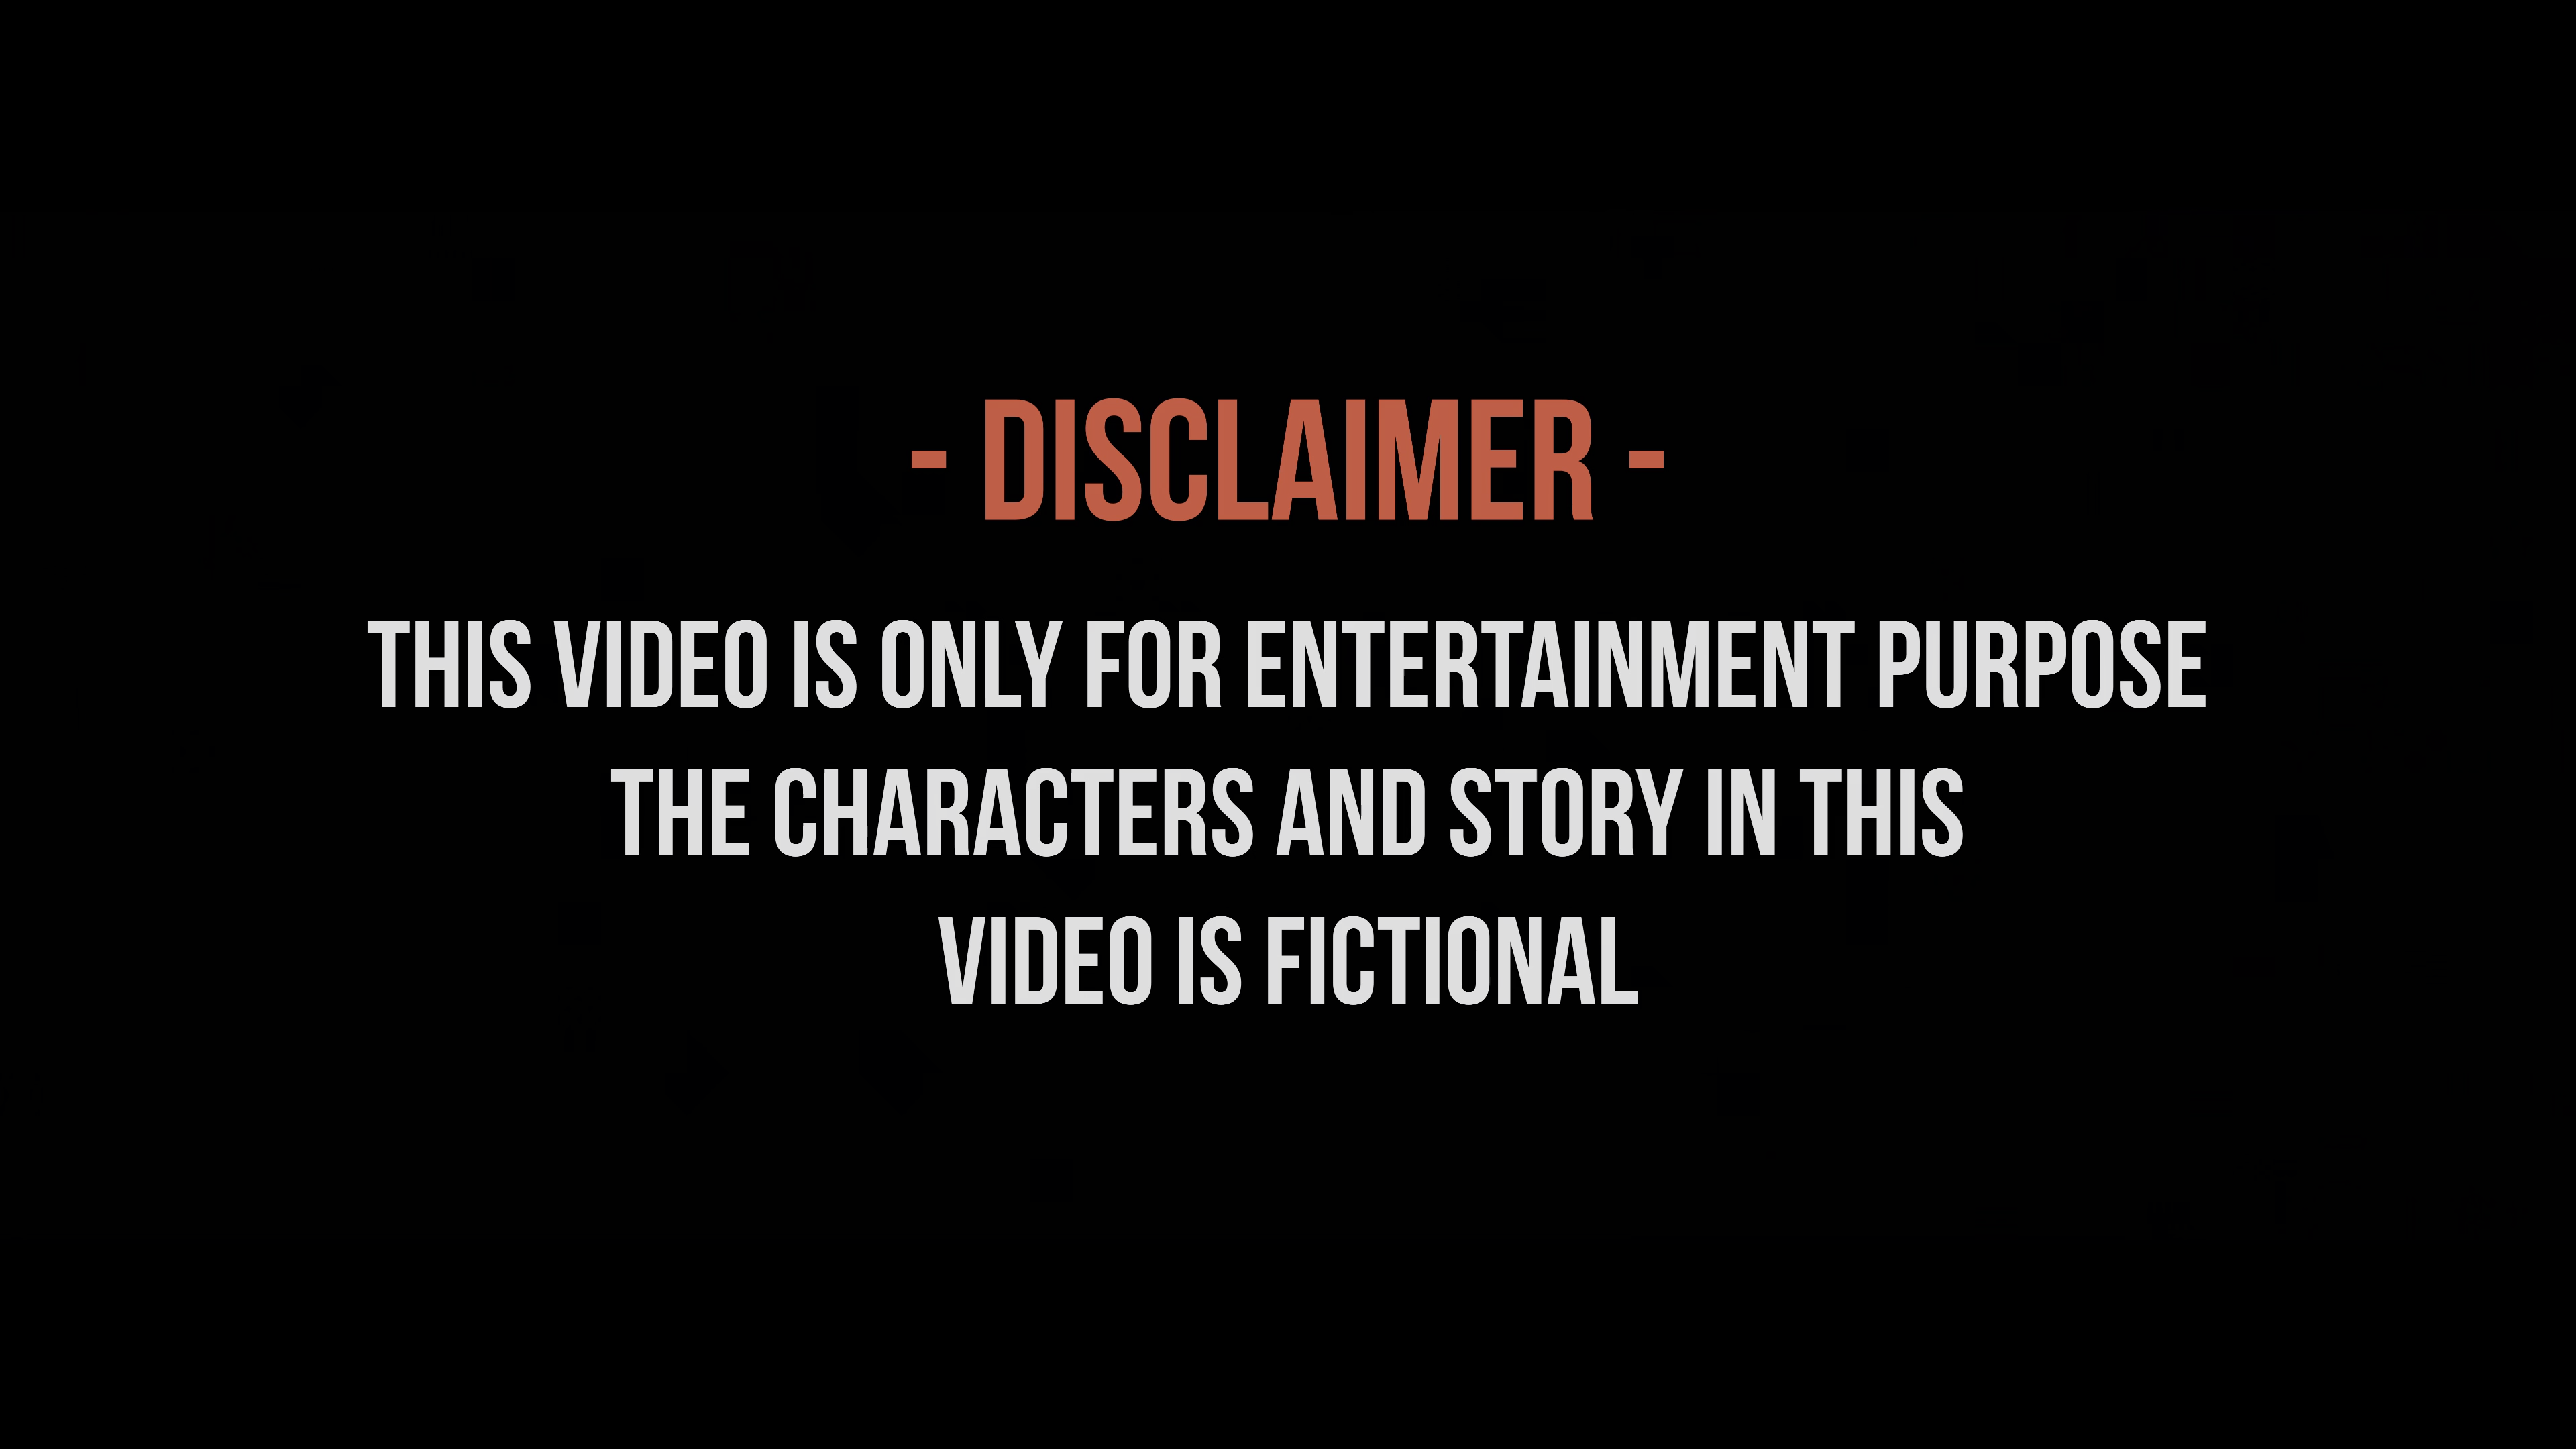 - DISCLAIMER -
THIS VIDEO IS ONLY FOR ENTERTAINMENT PURPOSE
THE CHARACTERS AND STORY IN THIS
VIDEO IS FICTIONAL